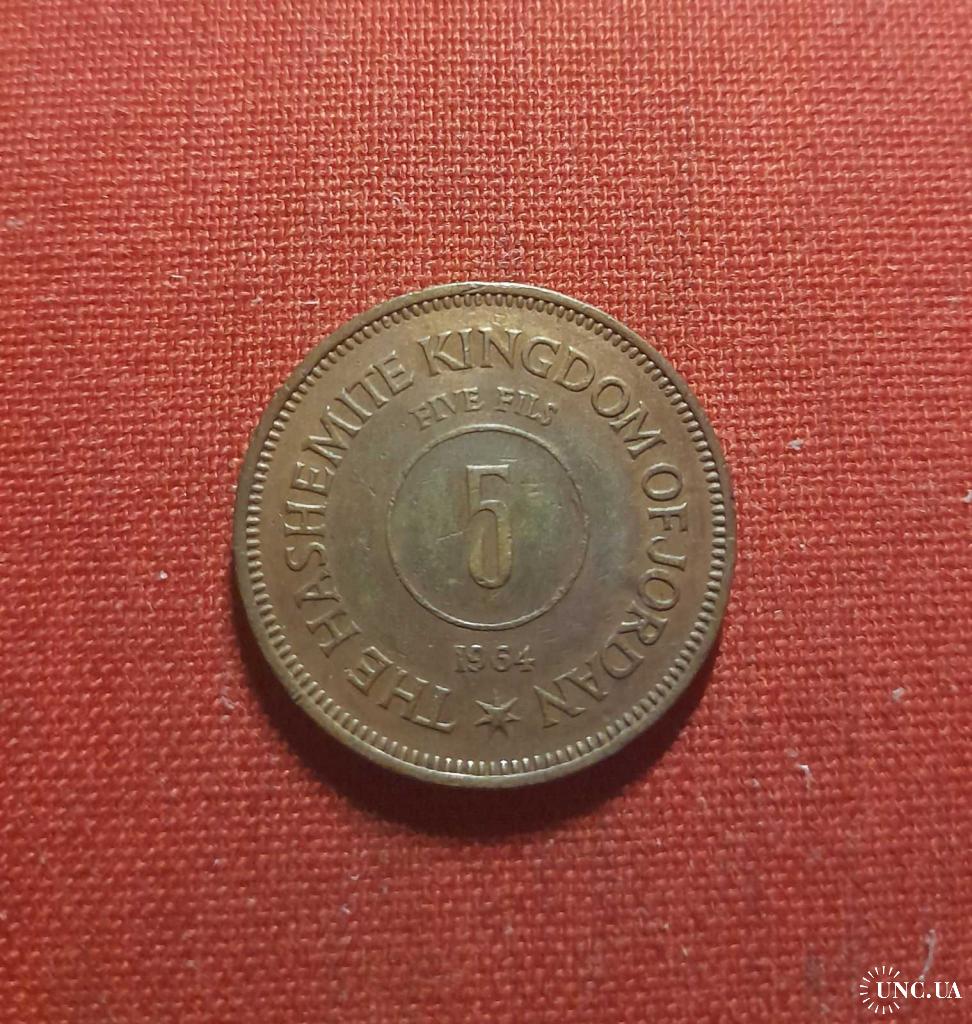 THE HASHEMITE KINGDOM OF JORDAN
FIVE FILS
5
1964
UNC.UA